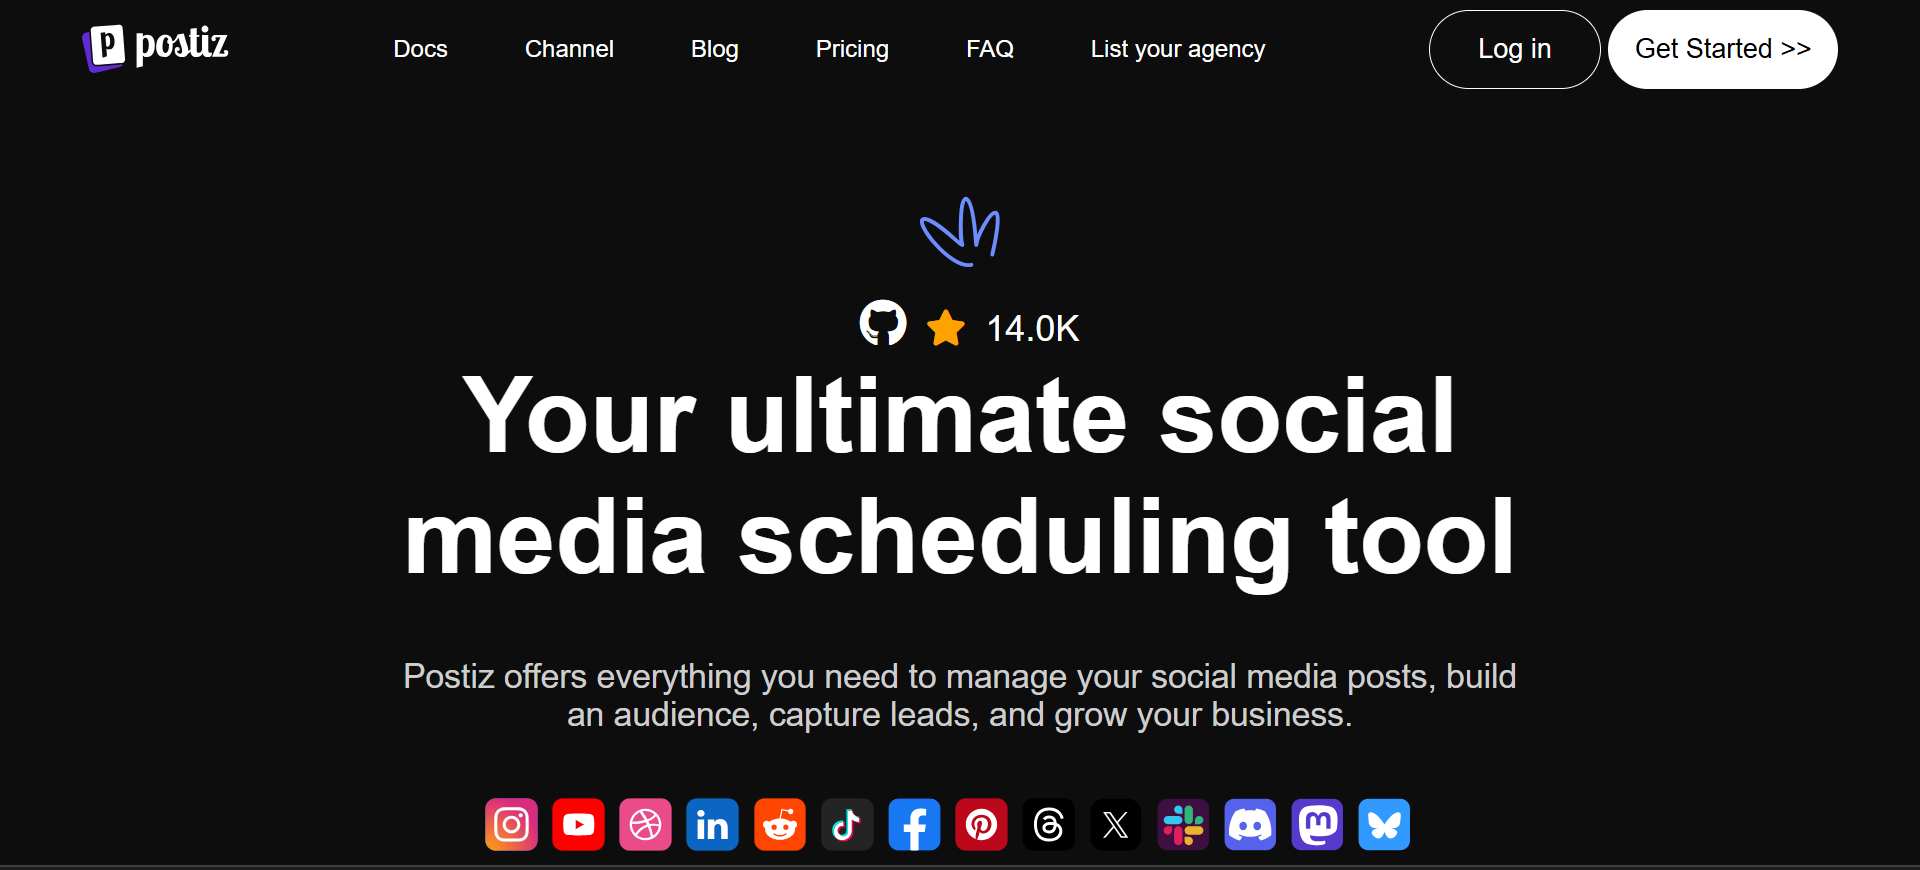 postiz
Docs
Channel
Blog
Pricing
FAQ
List your agency
Log in
Get Started >>
14.0K
Your ultimate social
media scheduling tool
Postiz offers everything you need to manage your social media posts, build
an audience, capture leads, and grow your business.